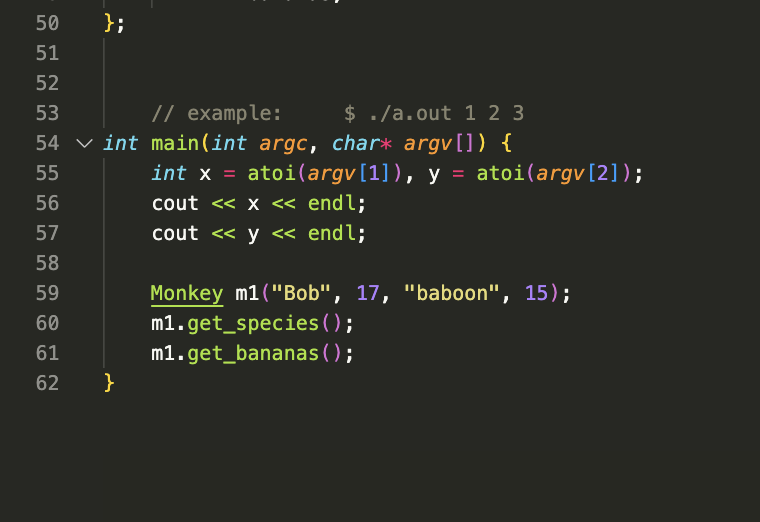 50 };
51
52
53 // example:     $ ./a.out 1 2 3
54 int main(int argc, char* argv[]) {
55 int x = atoi(argv[1]), y = atoi(argv[2]);
56 cout << x << endl;
57 cout << y << endl;
58
59 Monkey m1("Bob", 17, "baboon", 15);
60 m1.get_species();
61 m1.get_bananas();
62 }